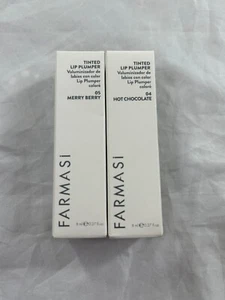 TINTED
LIP PLUMPER
Voluminizador de
labios con color
Lip Plumper
coloré
05
MERRY BERRY
FARMASİ
TINTED
LIP PLUMPER
Voluminizador de
labios con color
Lip Plumper
coloré
04
HOT CHOCOLATE
FARMASİ